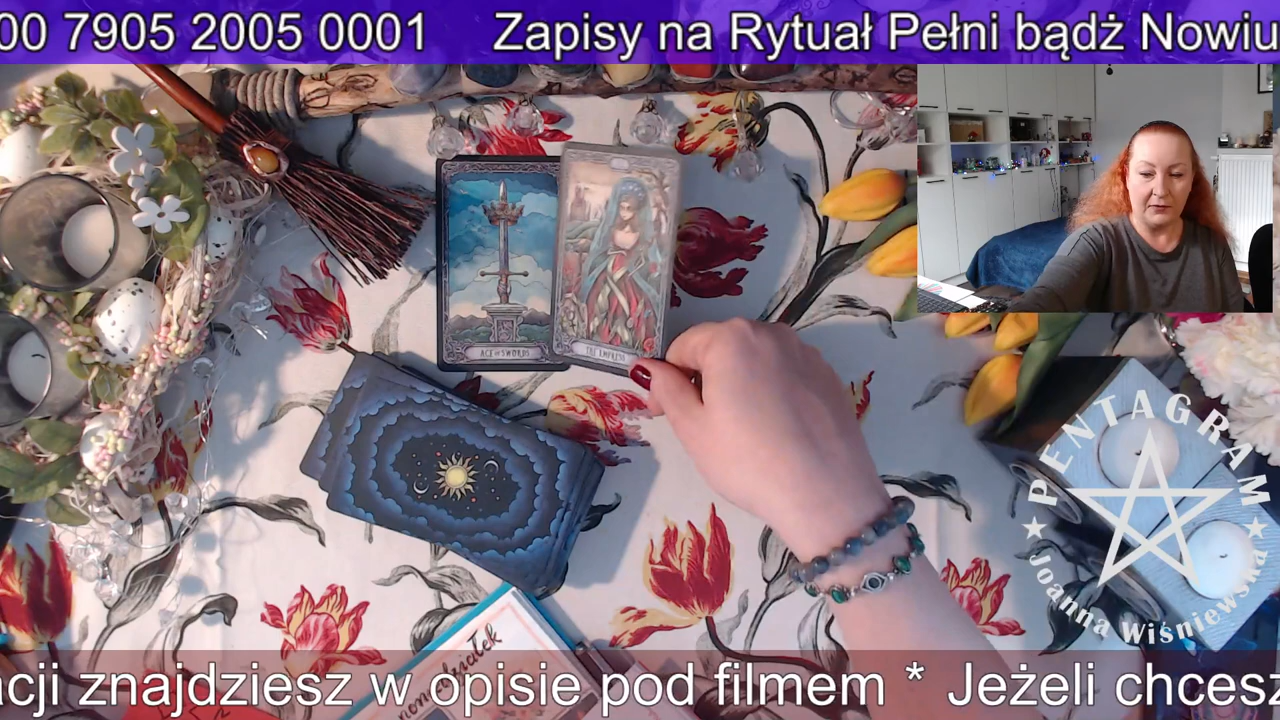 00 7905 2005 0001 Zapisy na Rytuał Pełni bądź Nowiu
ACE OF SWORDS
THE EMPRESS
PENTAGRAM
Joanna Wiśniewska
acji znajdziesz w opisie pod filmem * Jeżeli chcesz